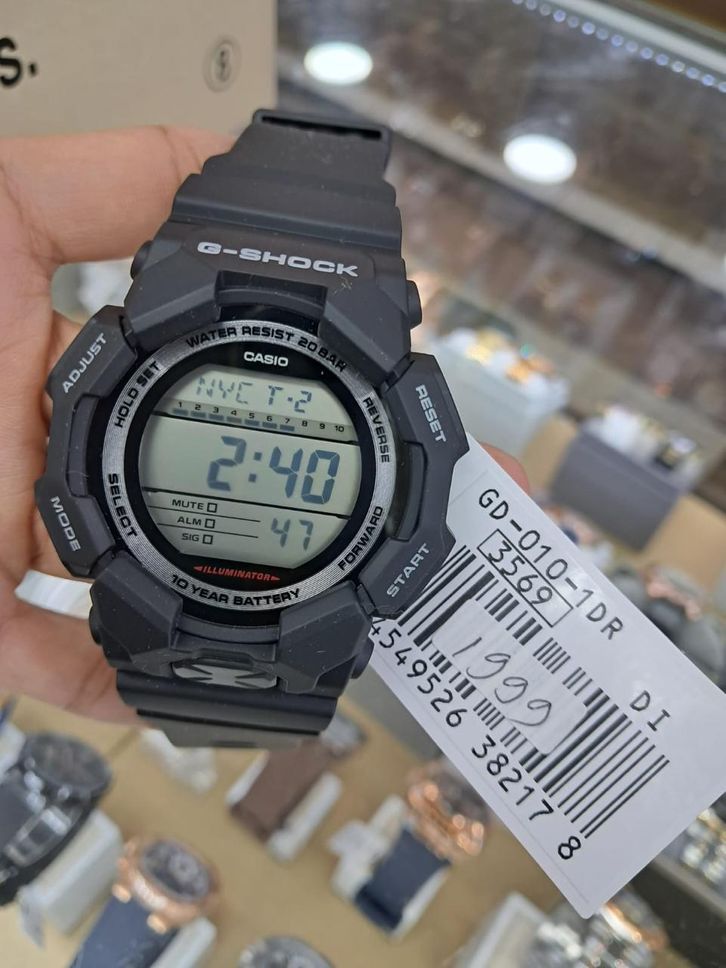 s.
G-SHOCK
ADJUST
HOLD SET
WATER RESIST 20 BAR
CASIO
REVERSE
RESET
NYC T-2
1 2 3 4 5 6 7 8 9 10
2:40
MUTE
ALM
SIG
47
MODE
SELECT
FORWARD
START
ILLUMINATOR
10 YEAR BATTERY
GD-010-1DR
3569
DI
1999
4549526 38217 8